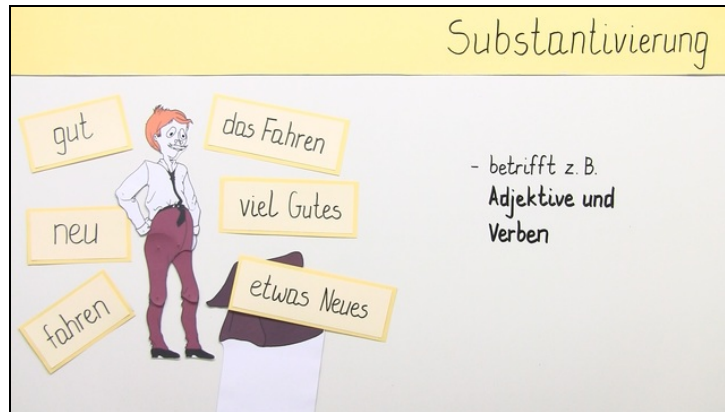 Substantivierung
gut
neu
fahren
das Fahren
viel Gutes
etwas Neues
- betrifft z. B.
Adjektive und
Verben